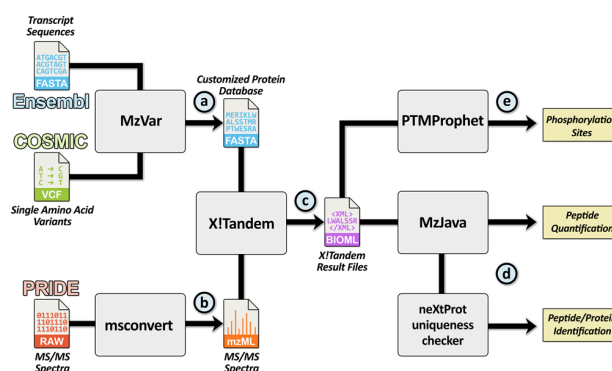 Transcript
Sequences
ATGACGT
ACGTAGT
CAGTCGA
FASTA
Ensembl
MzVar
a
Customized Protein
Database
MERIKLW
ALSSTMR
PTWESRA
FASTA
COSMIC
A → C
T → G
C → T
VCF
Single Amino Acid
Variants
X!Tandem
c
<XML>
LWALSSR
</XML>
BIOML
X!Tandem
Result Files
PTMProphet
e
Phosphorylation
Sites
MzJava
Peptide
Quantification
d
neXtProt
uniqueness
checker
Peptide/Protein
Identification
PRIDE
0111011
1101110
1110110
RAW
MS/MS
Spectra
msconvert
b
mzML
MS/MS
Spectra